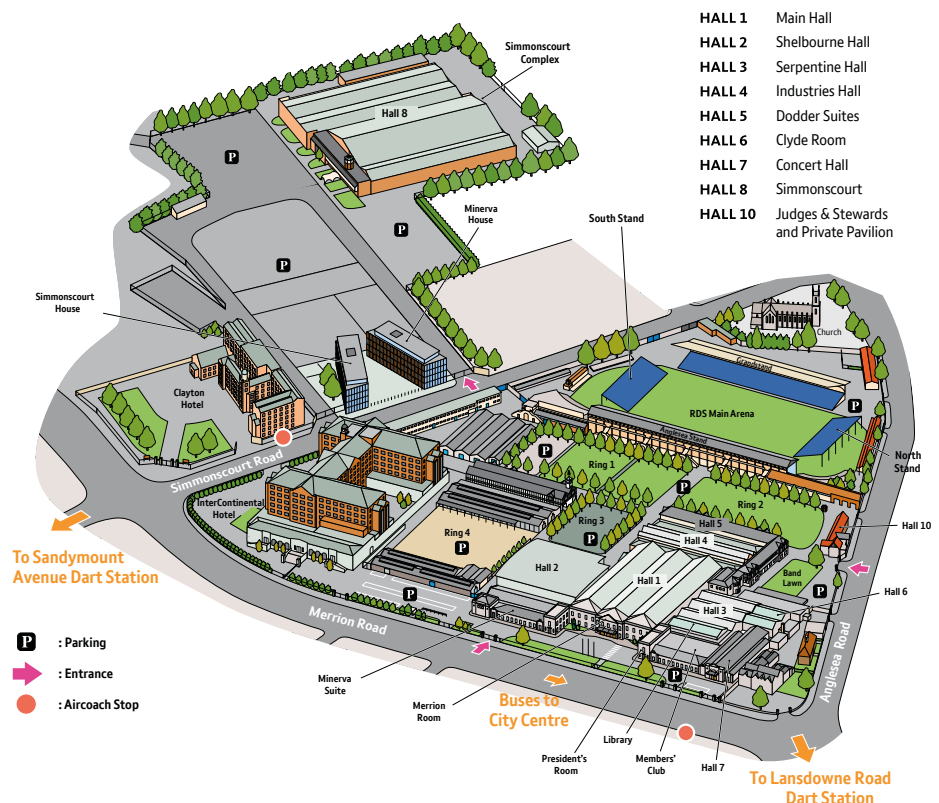 HALL 1 Main Hall
HALL 2 Shelbourne Hall
HALL 3 Serpentine Hall
HALL 4 Industries Hall
HALL 5 Dodder Suites
HALL 6 Clyde Room
HALL 7 Concert Hall
HALL 8 Simmonscourt
HALL 10 Judges & Stewards
and Private Pavilion
Simmonscourt
Complex
Hall 8
P
Minerva
House
South Stand
P
P
Simmonscourt
House
Church
Grandstand
Clayton
Hotel
P
RDS Main Arena
Anglesea Stand
North
Stand
Simmonscourt Road
P
Ring 1
P
InterContinental
Hotel
Ring 2
Ring 3
Hall 5
Hall 10
Ring 4
P
P
Hall 4
To Sandymount
Avenue Dart Station
Hall 2
Hall 1
Band
Lawn
P
Hall 6
P
Merrion Road
Hall 3
Anglesea Road
P : Parking
: Entrance
: Aircoach Stop
P
Minerva
Suite
Merrion
Room
Buses to
City Centre
President's
Room
Library
Members'
Club
Hall 7
To Lansdowne Road
Dart Station